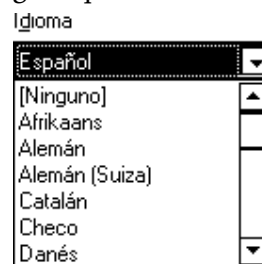 Idioma
Español
[Ninguno]
Afrikaans
Alemán
Alemán (Suiza)
Catalán
Checo
Danés